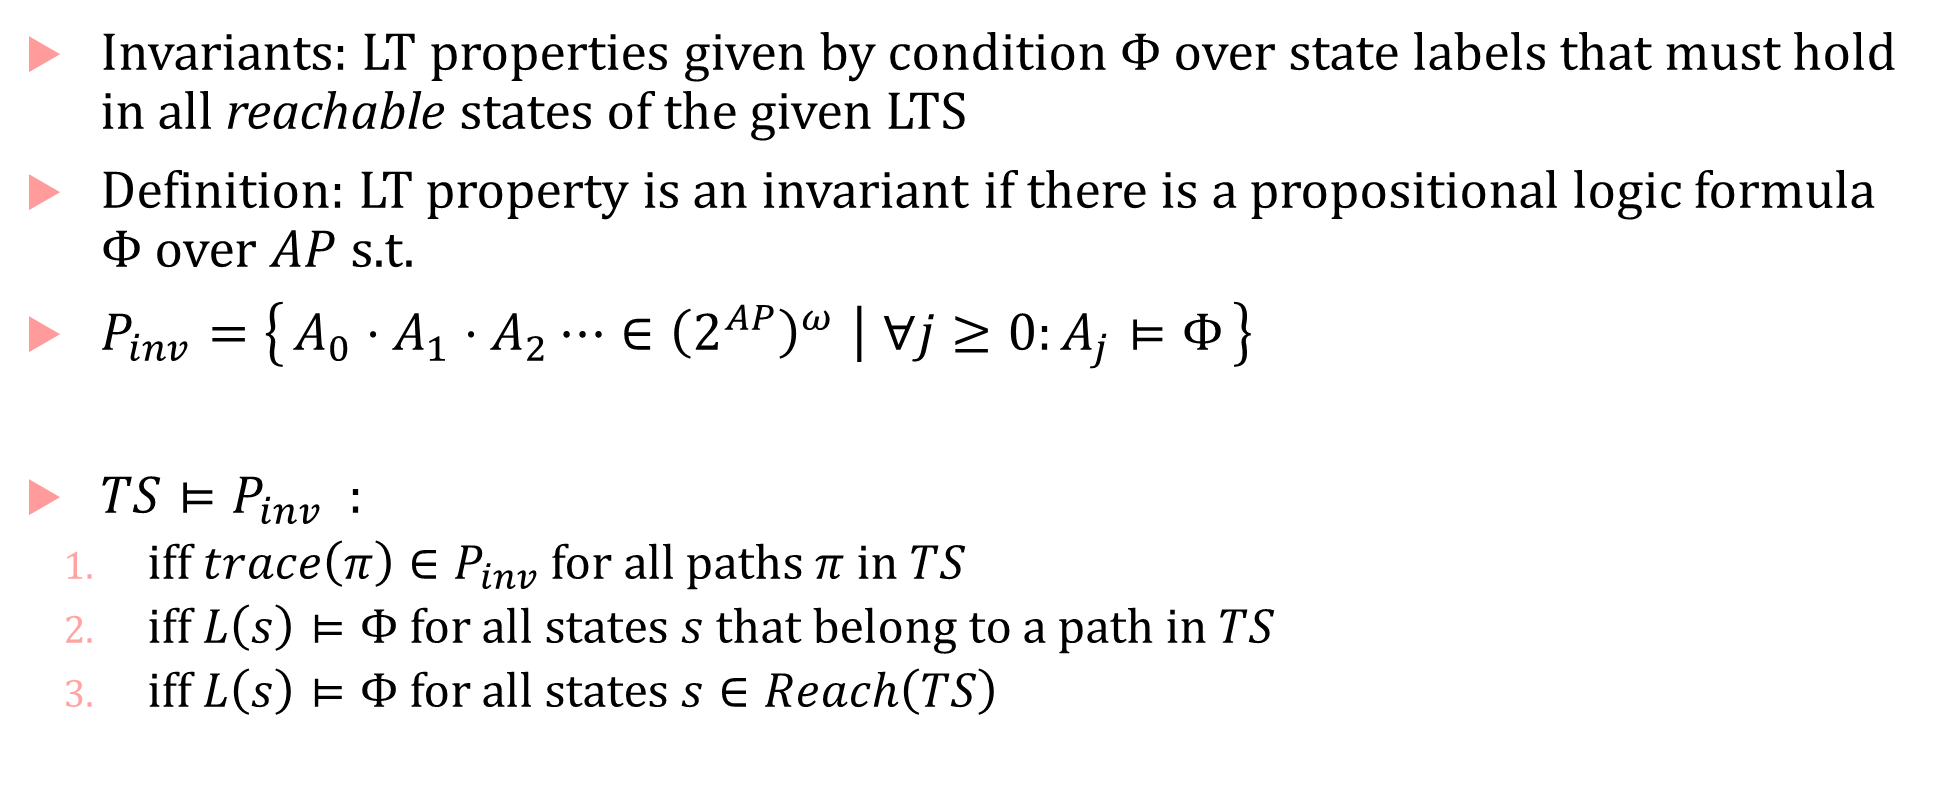 Invariants: LT properties given by condition Φ over state labels that must hold
in all reachable states of the given LTS
Definition: LT property is an invariant if there is a propositional logic formula
Φ over AP s.t.
P_inv = { A_0 · A_1 · A_2 ⋯ ∈ (2^AP)^ω | ∀j ≥ 0: A_j ⊨ Φ }
TS ⊨ P_inv :
1. iff trace(π) ∈ P_inv for all paths π in TS
2. iff L(s) ⊨ Φ for all states s that belong to a path in TS
3. iff L(s) ⊨ Φ for all states s ∈ Reach(TS)